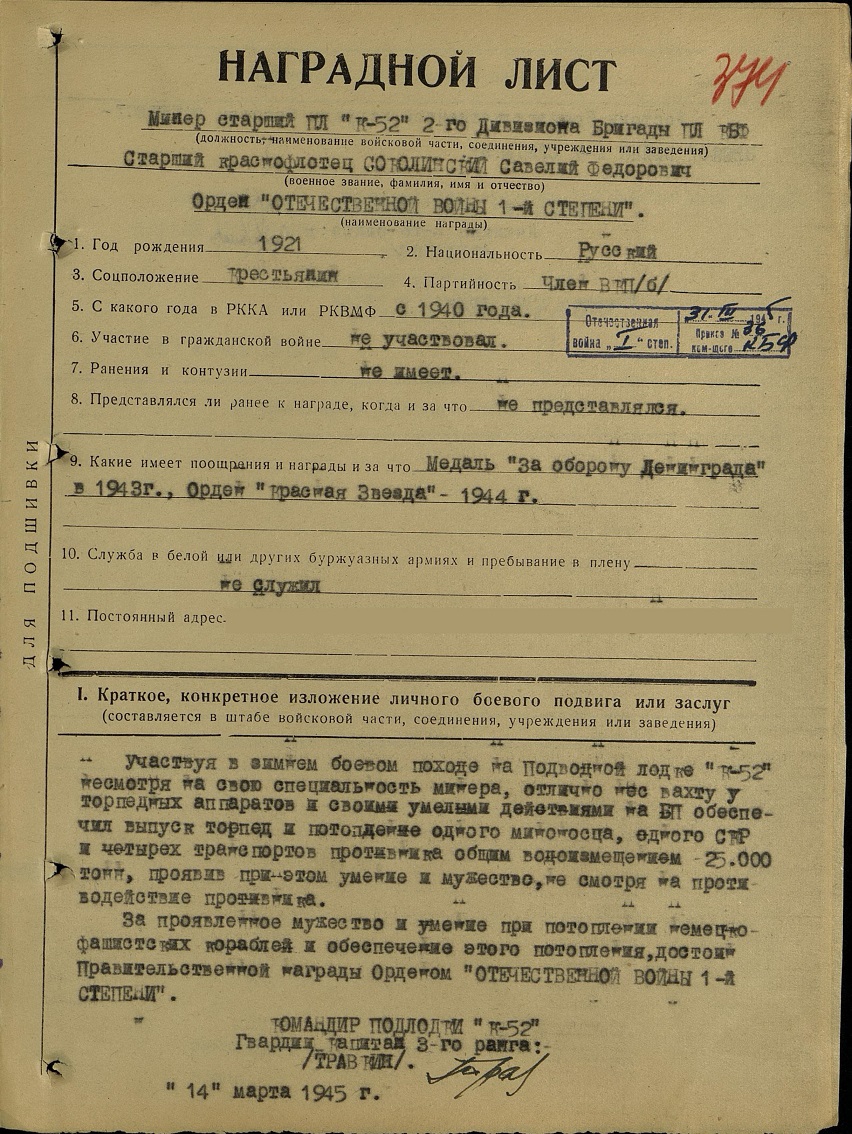 НАГРАДНОЙ ЛИСТ
374
Минер старший ПЛ "К-52" 2-го Дивизиона Бригады ПЛ КБФ
(должность, наименование войсковой части, соединения, учреждения или заведения)
Старший краснофлотец СОКОЛИНСКИЙ Савелий Федорович
(военное звание, фамилия, имя и отчество)
Орден "ОТЕЧЕСТВЕННОЙ ВОЙНЫ 1-й СТЕПЕНИ".
(наименование награды)
1. Год рождения 1921 2. Национальность Русский
3. Соцположение крестьянин 4. Партийность Член ВКП/б/
5. С какого года в РККА или РКВМФ с 1940 года.
Отечественная война „I" степ.
31.III 1945 г.
Приказ № 36
ком-щего КБФ
6. Участие в гражданской войне не участвовал.
7. Ранения и контузии не имеет.
8. Представлялся ли ранее к награде, когда и за что не представлялся.
9. Какие имеет поощрания и награды и за что Медаль "За оборону Ленинграда"
в 1943г., Орден "Красная Звезда"- 1944 г.
10. Служба в белой или других буржуазных армиях и пребывание в плену
не служил
11. Постоянный адрес.
ДЛЯ ПОДШИВКИ
I. Краткое, конкретное изложение личного боевого подвига или заслуг
(составляется в штабе войсковой части, соединения, учреждения или заведения)
Участвуя в зимнем боевом походе на Подводной лодке "К-52"
несмотря на свою специальность минера, отлично нес вахту у
торпедных аппаратов и своими умелыми действиями на БП обеспе-
чил выпуск торпед и потопление одного миноносца, одного СКР
и четырех транспортов противника общим водоизмещением -25.000
тонн, проявив при-этом умение и мужество, не смотря на проти
водействие противника.
За проявленное мужество и умение при потоплении немецко-
фашистских кораблей и обеспечение этого потопления, достоин
Правительственной награды Орденом "ОТЕЧЕСТВЕННОЙ ВОЙНЫ 1-й
СТЕПЕНИ".
КОМАНДИР ПОДЛОДКИ "К-52"
Гвардии капитан 3-го ранга:-
/ТРАВКИН/.
"14" марта 1945 г.